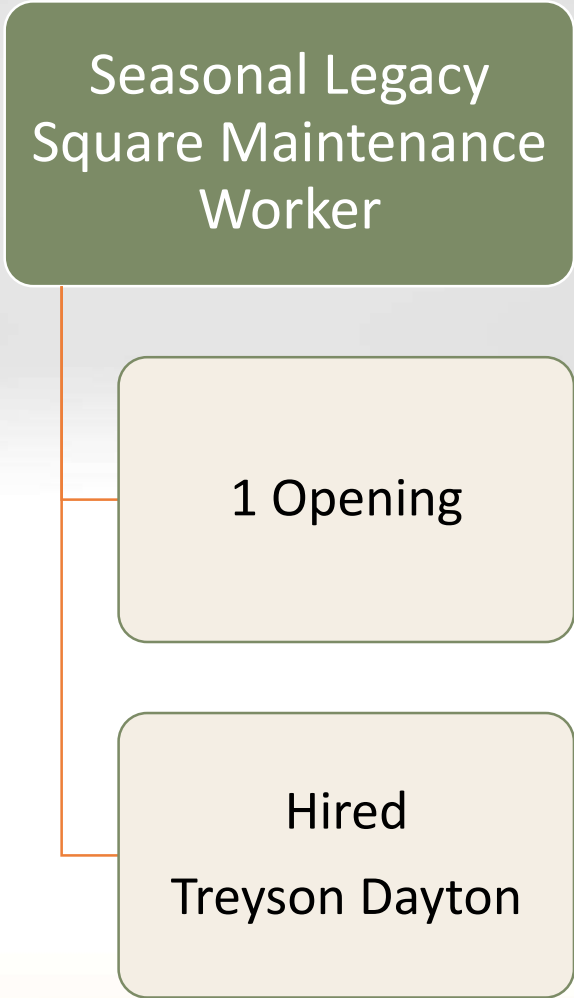 Seasonal Legacy
Square Maintenance
Worker
1 Opening
Hired
Treyson Dayton